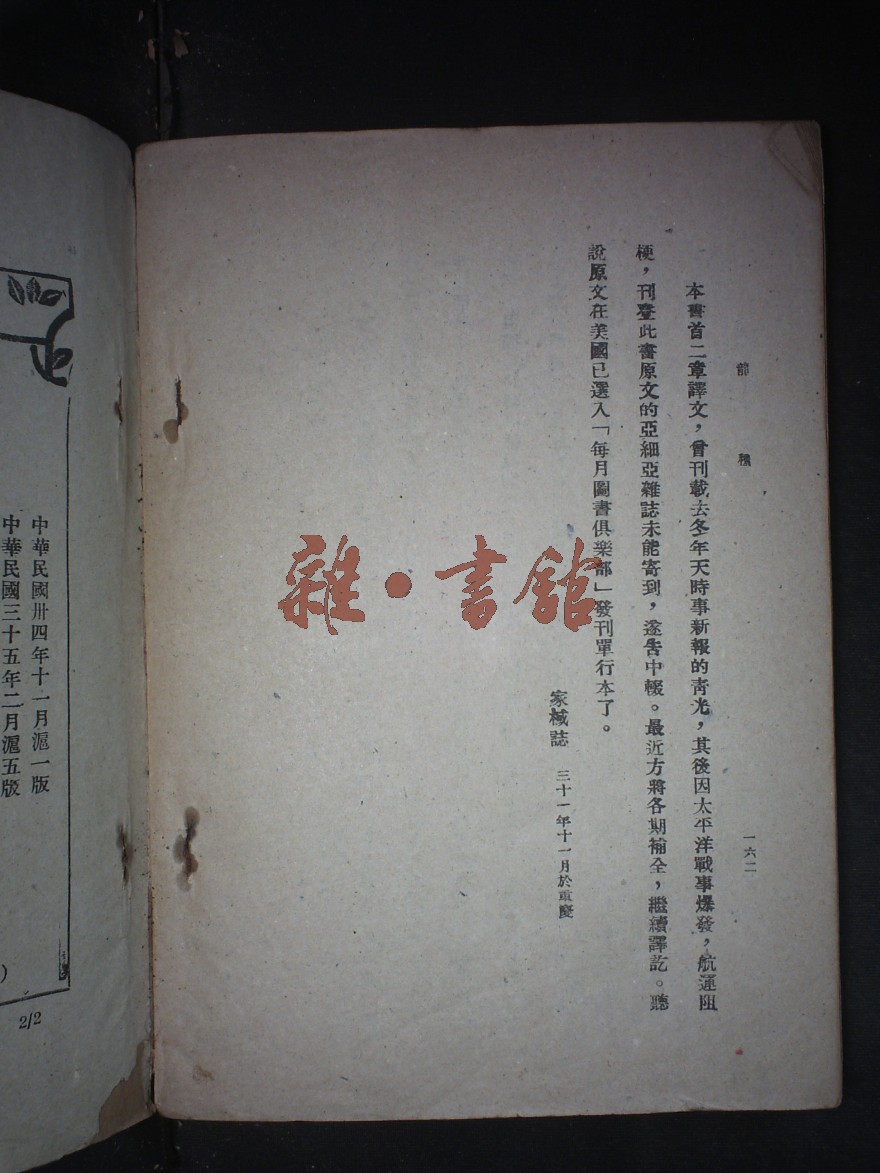 龍種
一六二
本書首二章譯文，曾刊載去冬年天時事新報的青光，其後因太平洋戰事爆發，航運阻
梗，刊登此書原文的亞細亞雜誌未能寄到，遂告中輟。最近方將各期補全，繼續譯訖。聽
說原文在美國已選入「每月圖書俱樂部」發刊單行本了。
家棫誌　三十一年十一月於重慶
雜·書館
中華民國卅四年十一月滬一版
中華民國三十五年二月滬五版
2/2